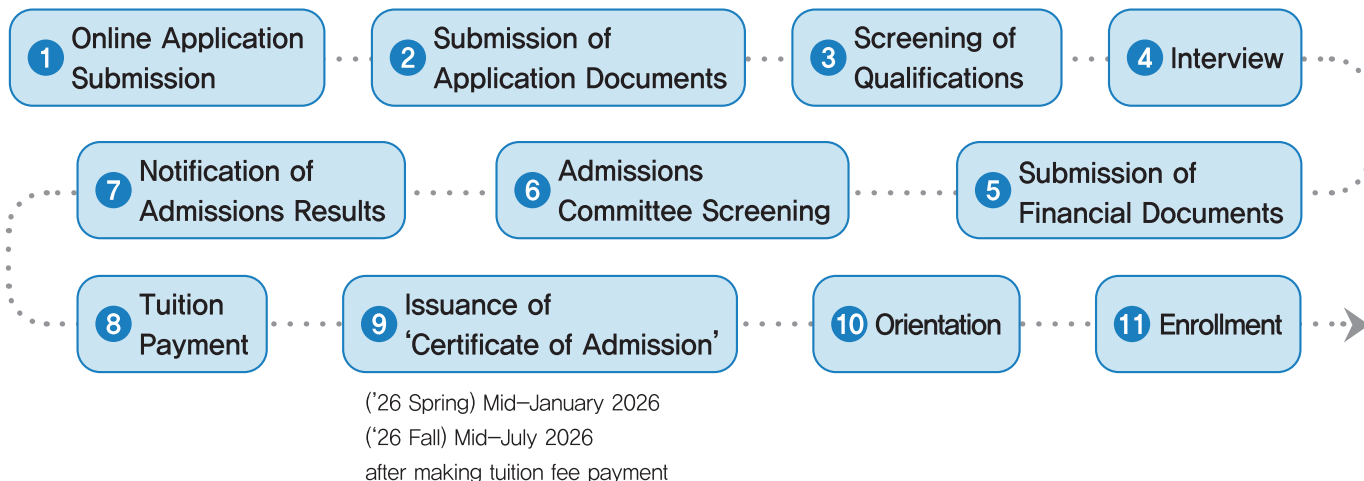 1 Online Application
Submission
2 Submission of
Application Documents
3 Screening of
Qualifications
4 Interview
5 Submission of
Financial Documents
6 Admissions
Committee Screening
7 Notification of
Admissions Results
8 Tuition
Payment
9 Issuance of
‘Certificate of Admission’
(’26 Spring) Mid–January 2026
(‘26 Fall) Mid–July 2026
after making tuition fee payment
10 Orientation
11 Enrollment